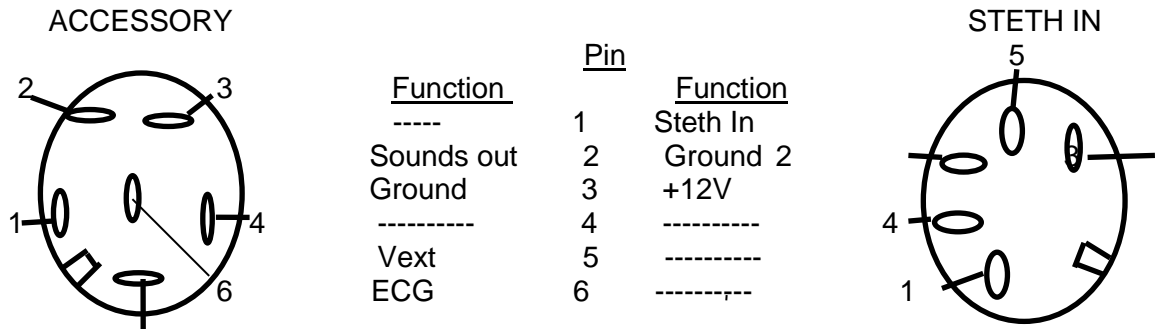 ACCESSORY
STETH IN
Pin
Function Function
----- 1 Steth In
Sounds out 2 Ground 2
Ground 3 +12V
---------- 4 ----------
Vext 5 ----------
ECG 6 ----------
2
3
1
4
6
5
3
4
1